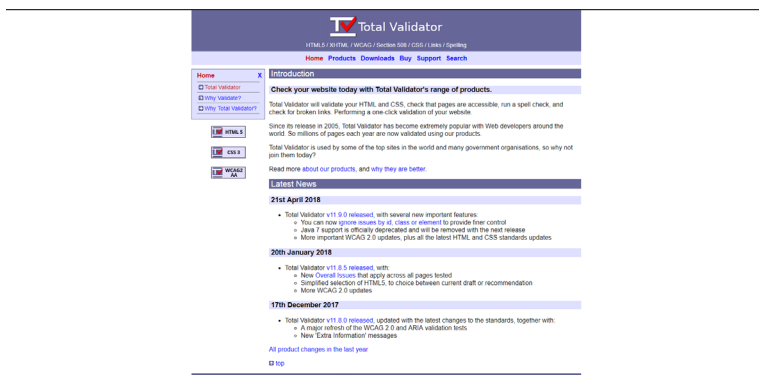 Total Validator
HTML5 / XHTML / WCAG / Section 508 / CSS / Links / Spelling
Home Products Downloads Buy Support Search
Home X
Total Validator
Why Validate?
Why Total Validator?
HTML 5
CSS 3
WCAG2
AA
Introduction
Check your website today with Total Validator's range of products.
Total Validator will validate your HTML and CSS, check that pages are accessible, run a spell check, and
check for broken links. Performing a one-click validation of your website.
Since its release in 2005, Total Validator has become extremely popular with Web developers around the
world. So millions of pages each year are now validated using our products.
Total Validator is used by some of the top sites in the world and many government organisations, so why not
join them today?
Read more about our products, and why they are better.
Latest News
21st April 2018
• Total Validator v11.9.0 released, with several new important features:
You can now ignore issues by id, class or element to provide finer control
Java 7 support is officially deprecated and will be removed with the next release
More important WCAG 2.0 updates, plus all the latest HTML and CSS standards updates
20th January 2018
• Total Validator v11.8.5 released, with:
New Overall Issues that apply across all pages tested
Simplified selection of HTML5, to choice between current draft or recommendation
More WCAG 2.0 updates
17th December 2017
• Total Validator v11.8.0 released, updated with the latest changes to the standards, together with:
A major refresh of the WCAG 2.0 and ARIA validation tests
New 'Extra Information' messages
All product changes in the last year
top